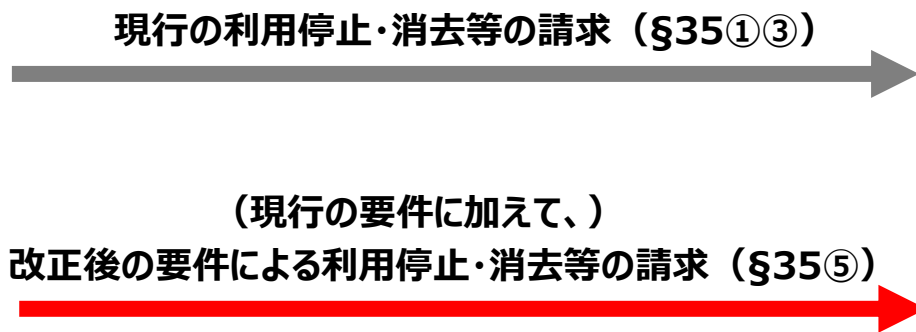 現行の利用停止・消去等の請求（§35①③）
（現行の要件に加えて、）
改正後の要件による利用停止・消去等の請求（§35⑤）